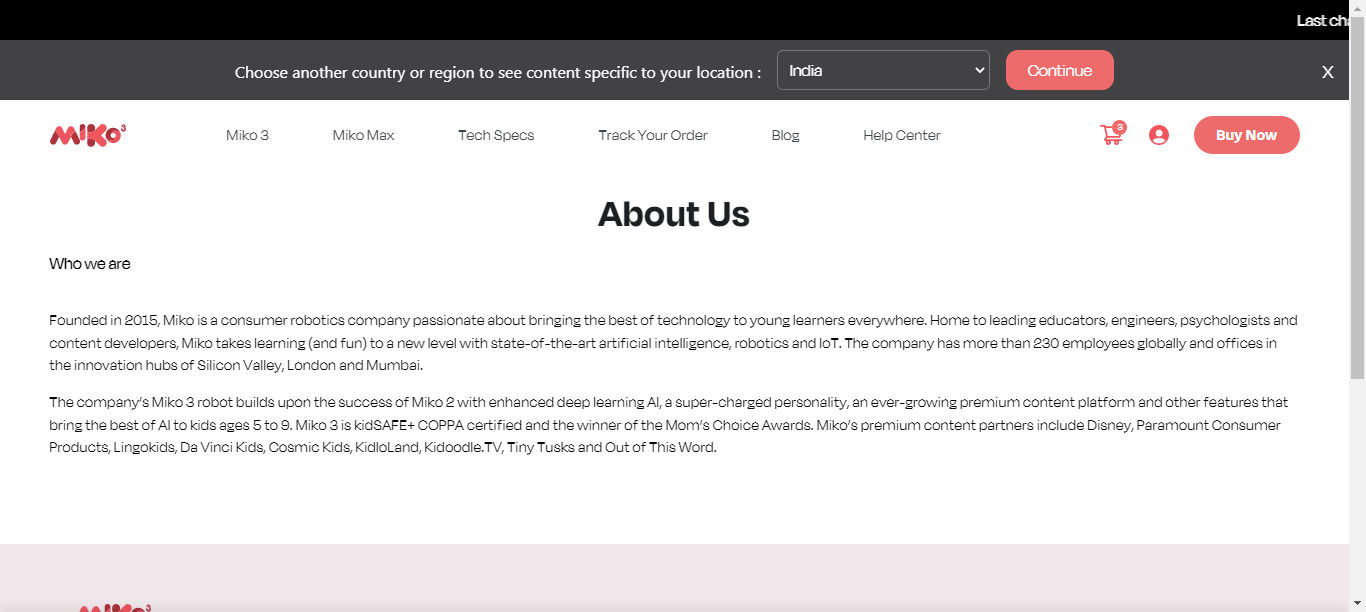 Last
Choose another country or region to see content specific to your location :
India
Continue
X
MIKO3
Miko 3
Miko Max
Tech Specs
Track Your Order
Blog
Help Center
3
Buy Now
About Us
Who we are
Founded in 2015, Miko is a consumer robotics company passionate about bringing the best of technology to young learners everywhere. Home to leading educators, engineers, psychologists and
content developers, Miko takes learning (and fun) to a new level with state-of-the-art artificial intelligence, robotics and IoT. The company has more than 230 employees globally and offices in
the innovation hubs of Silicon Valley, London and Mumbai.
The company's Miko 3 robot builds upon the success of Miko 2 with enhanced deep learning AI, a super-charged personality, an ever-growing premium content platform and other features that
bring the best of AI to kids ages 5 to 9. Miko 3 is kidSAFE+ COPPA certified and the winner of the Mom's Choice Awards. Miko's premium content partners include Disney, Paramount Consumer
Products, Lingokids, Da Vinci Kids, Cosmic Kids, KidloLand, Kidoodle.TV, Tiny Tusks and Out of This Word.
MIKO3